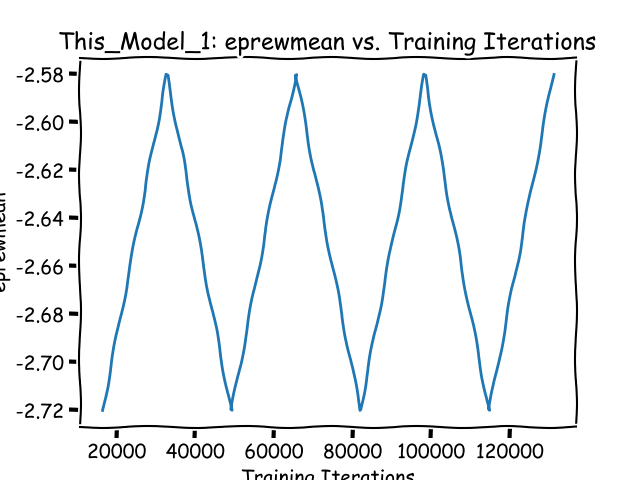 This_Model_1: eprewmean vs. Training Iterations
-2.58
-2.60
-2.62
-2.64
-2.66
-2.68
-2.70
-2.72
eprewmean
20000 40000 60000 80000 100000 120000
Training Iterations